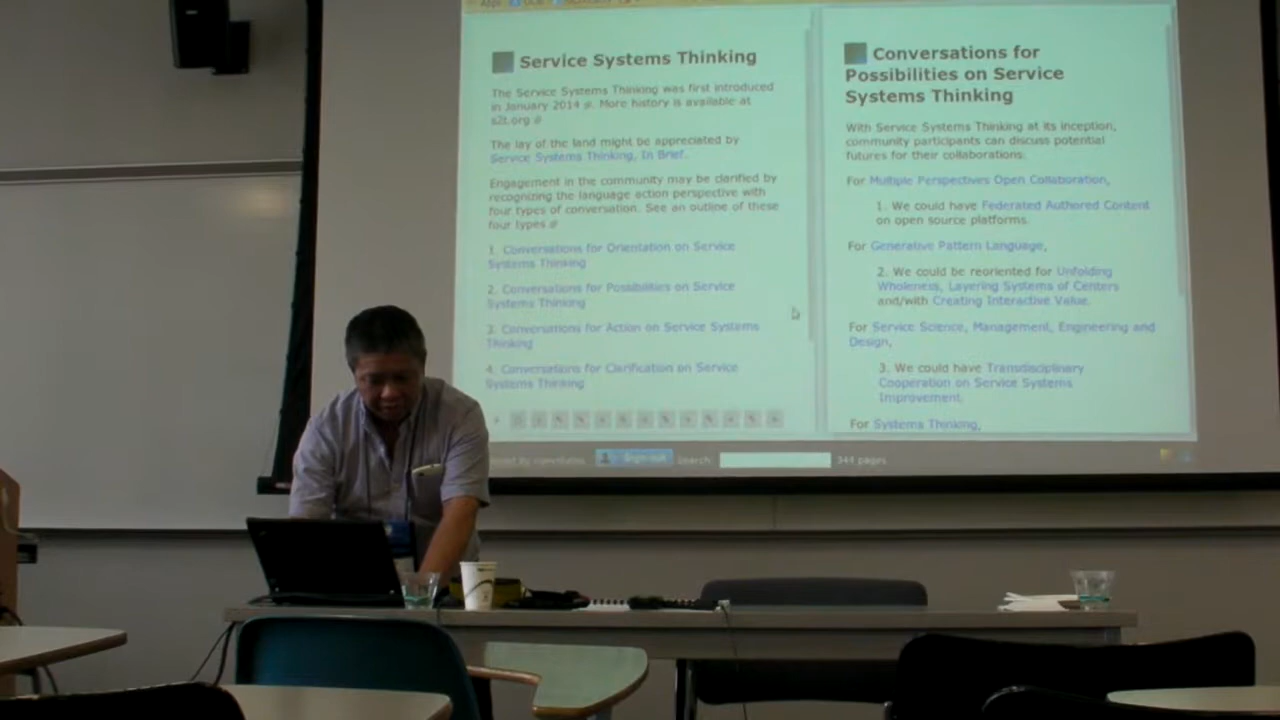 Apps
Service Systems Thinking
The Service Systems Thinking was first introduced
in January 2014. More history is available at
s2t.org
The lay of the land might be appreciated by
Service Systems Thinking, In Brief.
Engagement in the community may be clarified by
recognizing the language action perspective with
four types of conversation. See an outline of these
four types
1. Conversations for Orientation on Service
Systems Thinking
2. Conversations for Possibilities on Service
Systems Thinking
3. Conversations for Action on Service Systems
Thinking
4. Conversations for Clarification on Service
Systems Thinking
Conversations for
Possibilities on Service
Systems Thinking
With Service Systems Thinking at its inception,
community participants can discuss potential
futures for their collaborations.
For Multiple Perspectives Open Collaboration,
1. We could have Federated Authored Content
on open source platforms.
For Generative Pattern Language,
2. We could be reoriented for Unfolding
Wholeness, Layering Systems of Centers
and/with Creating Interactive Value.
For Service Science, Management, Engineering and
Design,
3. We could have Transdisciplinary
Cooperation on Service Systems
Improvement.
For Systems Thinking,
Sign out Search: 344 pages